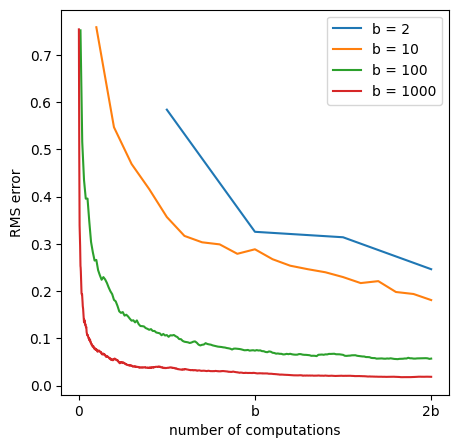 b = 2
b = 10
b = 100
b = 1000
RMS error
0.7
0.6
0.5
0.4
0.3
0.2
0.1
0.0
0 b 2b
number of computations